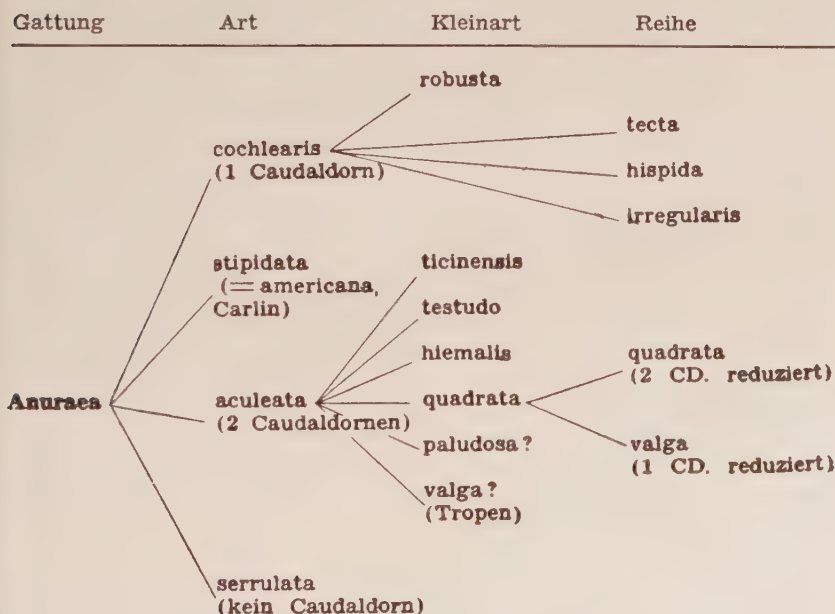 Gattung Art Kleinart Reihe
robusta
tecta
cochlearis
(1 Caudaldorn)
hispida
irregularis
stipidata
(= americana,
Carlin)
ticinensis
testudo
hiemalis
quadrata
(2 CD. reduziert)
Anuraea
aculeata
(2 Caudaldornen)
quadrata
paludosa?
valga
(1 CD. reduziert)
valga?
(Tropen)
serrulata
(kein Caudaldorn)